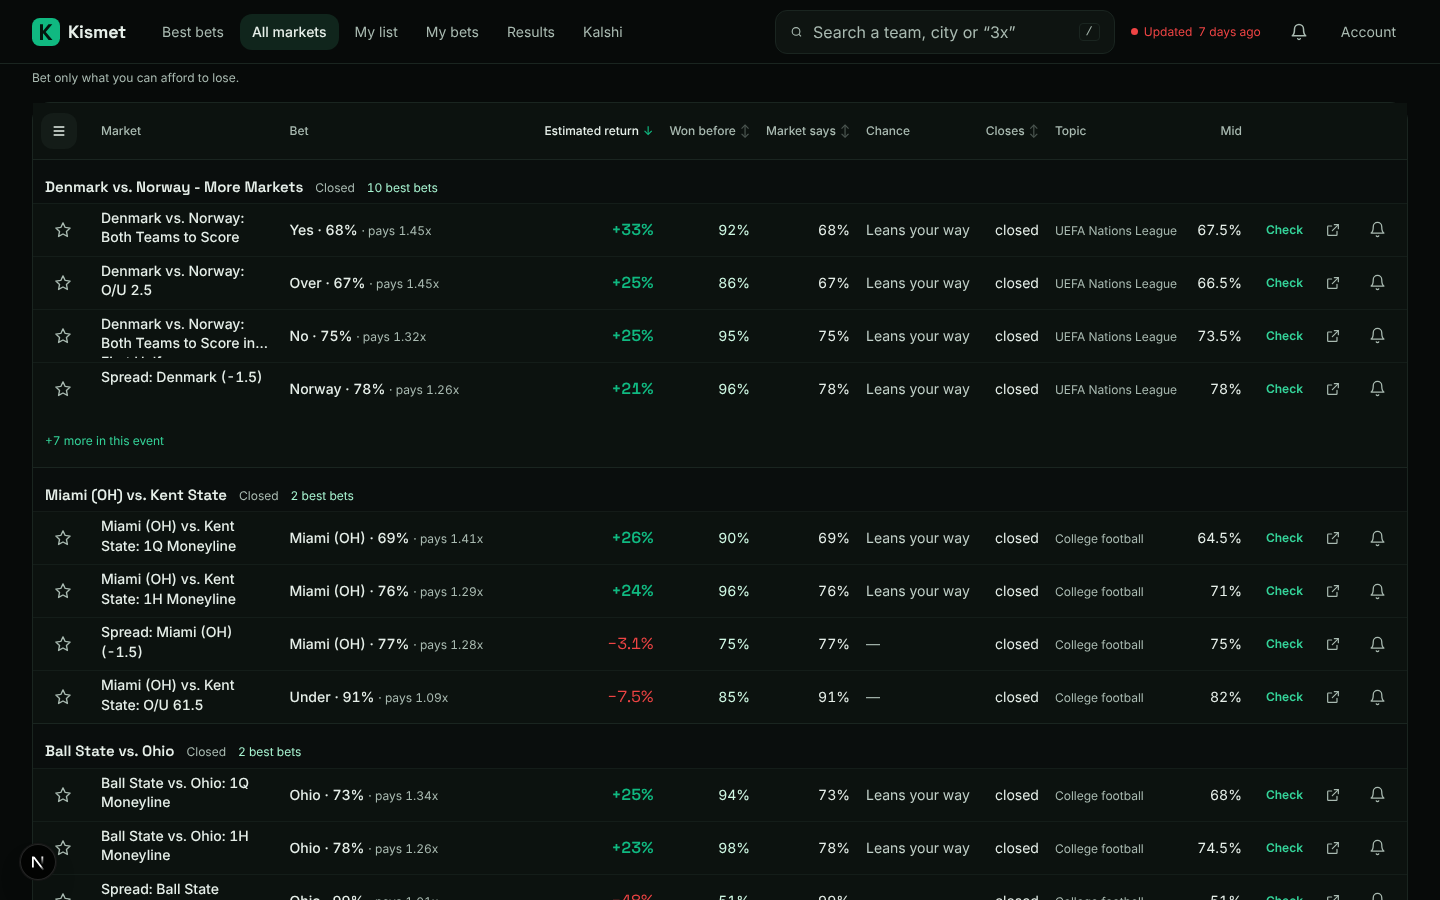 K Kismet Best bets All markets My list My bets Results Kalshi Search a team, city or “3x” / Updated 7 days ago Account
Bet only what you can afford to lose.
Market Bet Estimated return ↓ Won before Market says Chance Closes Topic Mid
Denmark vs. Norway - More Markets Closed 10 best bets
Denmark vs. Norway:
Both Teams to Score
Yes · 68% · pays 1.45x +33% 92% 68% Leans your way closed UEFA Nations League 67.5% Check
Denmark vs. Norway:
O/U 2.5
Over · 67% · pays 1.45x +25% 86% 67% Leans your way closed UEFA Nations League 66.5% Check
Denmark vs. Norway:
Both Teams to Score in...
No · 75% · pays 1.32x +25% 95% 75% Leans your way closed UEFA Nations League 73.5% Check
Spread: Denmark (-1.5)
Norway · 78% · pays 1.26x +21% 96% 78% Leans your way closed UEFA Nations League 78% Check
+7 more in this event
Miami (OH) vs. Kent State Closed 2 best bets
Miami (OH) vs. Kent
State: 1Q Moneyline
Miami (OH) · 69% · pays 1.41x +26% 90% 69% Leans your way closed College football 64.5% Check
Miami (OH) vs. Kent
State: 1H Moneyline
Miami (OH) · 76% · pays 1.29x +24% 96% 76% Leans your way closed College football 71% Check
Spread: Miami (OH)
(-1.5)
Miami (OH) · 77% · pays 1.28x −3.1% 75% 77% — closed College football 75% Check
Miami (OH) vs. Kent
State: O/U 61.5
Under · 91% · pays 1.09x −7.5% 85% 91% — closed College football 82% Check
Ball State vs. Ohio Closed 2 best bets
Ball State vs. Ohio: 1Q
Moneyline
Ohio · 73% · pays 1.34x +25% 94% 73% Leans your way closed College football 68% Check
Ball State vs. Ohio: 1H
Moneyline
Ohio · 78% · pays 1.26x +23% 98% 78% Leans your way closed College football 74.5% Check
N
Spread: Ball State